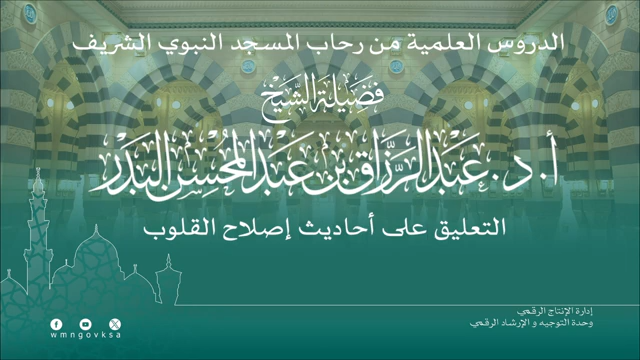 الدروس العلمية من رحاب المسجد النبوي الشريف
فضيلة الشيخ
أ.د. عبد الرزاق بن عبد المحسن البدر
التعليق على أحاديث إصلاح القلوب
إدارة الإنتاج الرقمي
وحدة التوجيه و الإرشاد الرقمي
wmngovksa